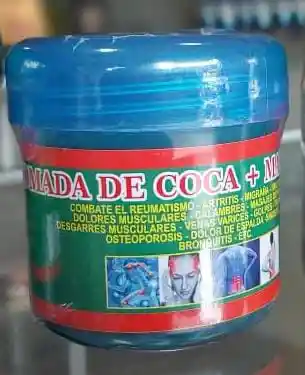 MADA DE COCA + M
COMBATE EL REUMATISMO - ARTRITIS - MIGRAÑA -
DOLORES MUSCULARES - CALAMBRES - MASAJES
DESGARRES MUSCULARES - VENAS VARICES - GOLPES
OSTEOPOROSIS - DOLOR DE ESPALDA,
BRONQUITIS - ETC.